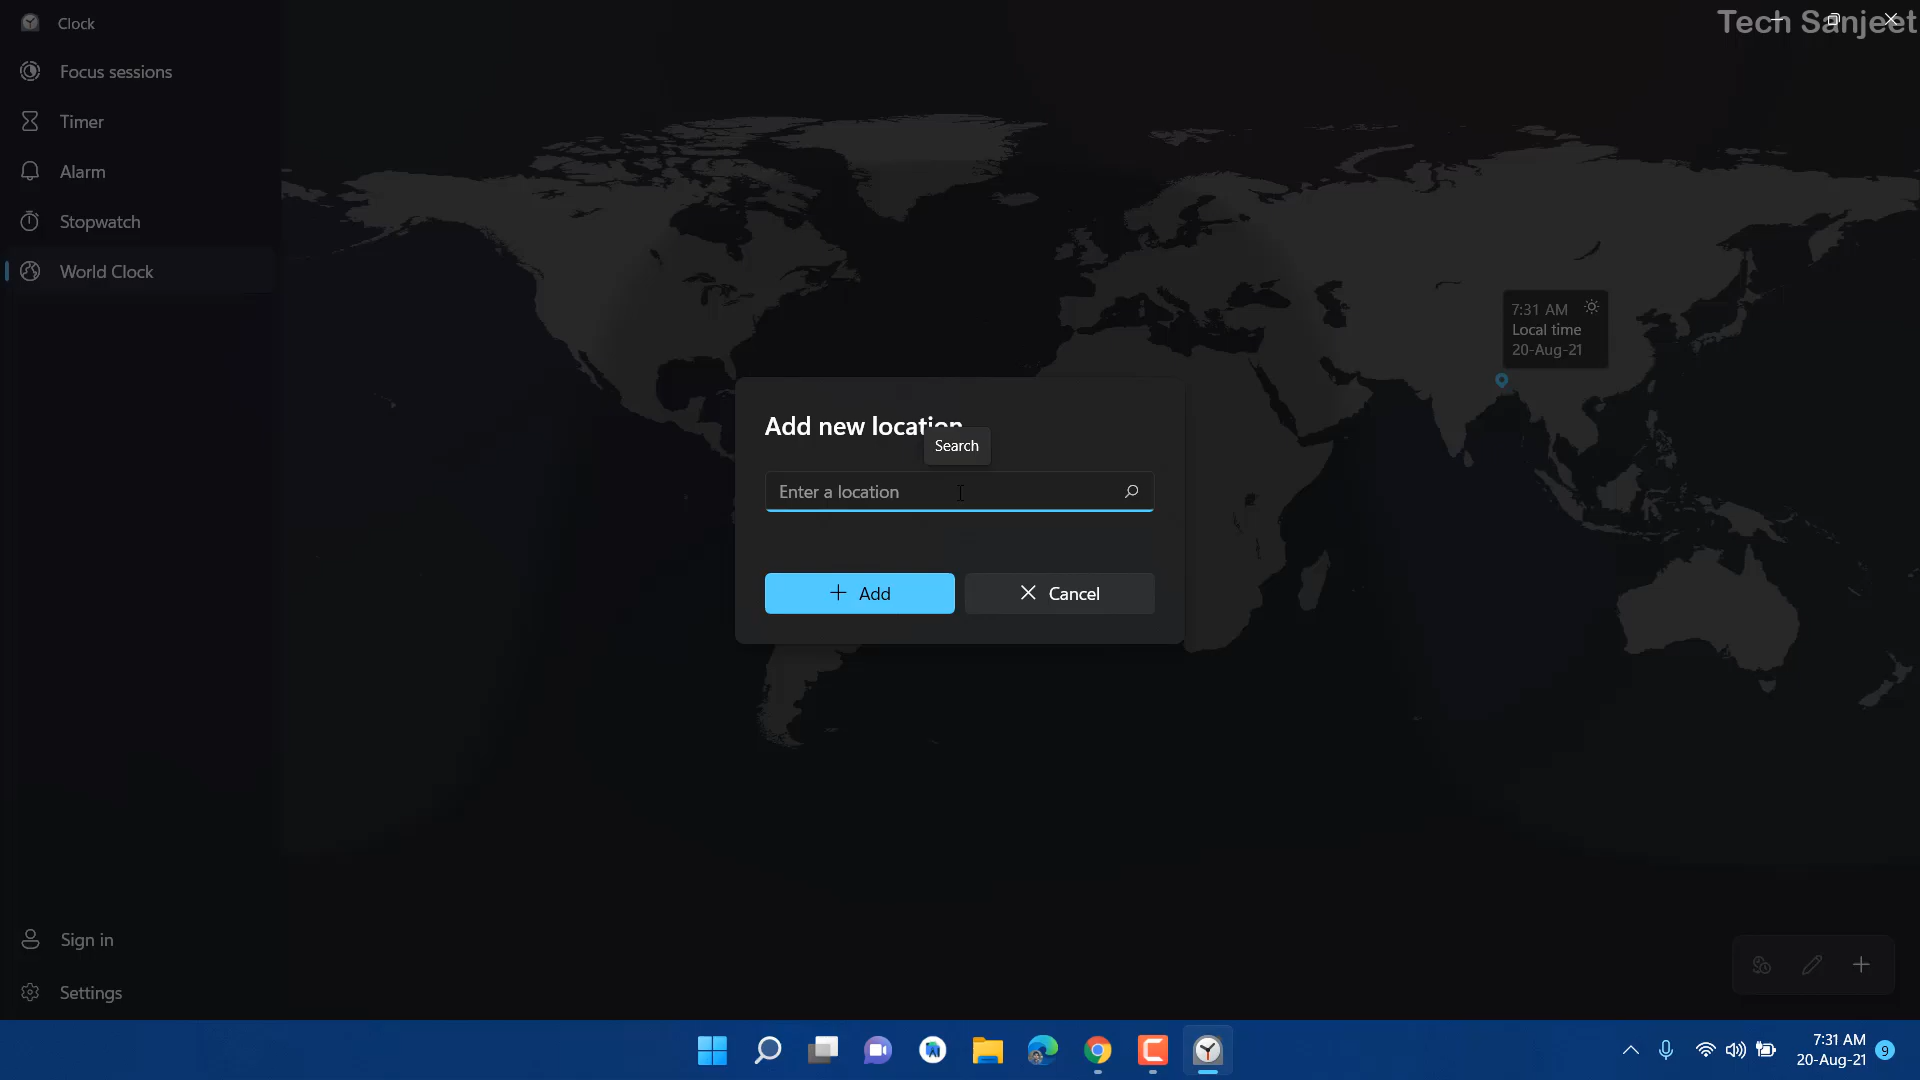 Clock
Tech Sanjeet
Focus sessions
Timer
Alarm
Stopwatch
World Clock
7:31 AM
Local time
20-Aug-21
Add new location
Search
Enter a location
Add
Cancel
Sign in
Settings
7:31 AM
20-Aug-21
9